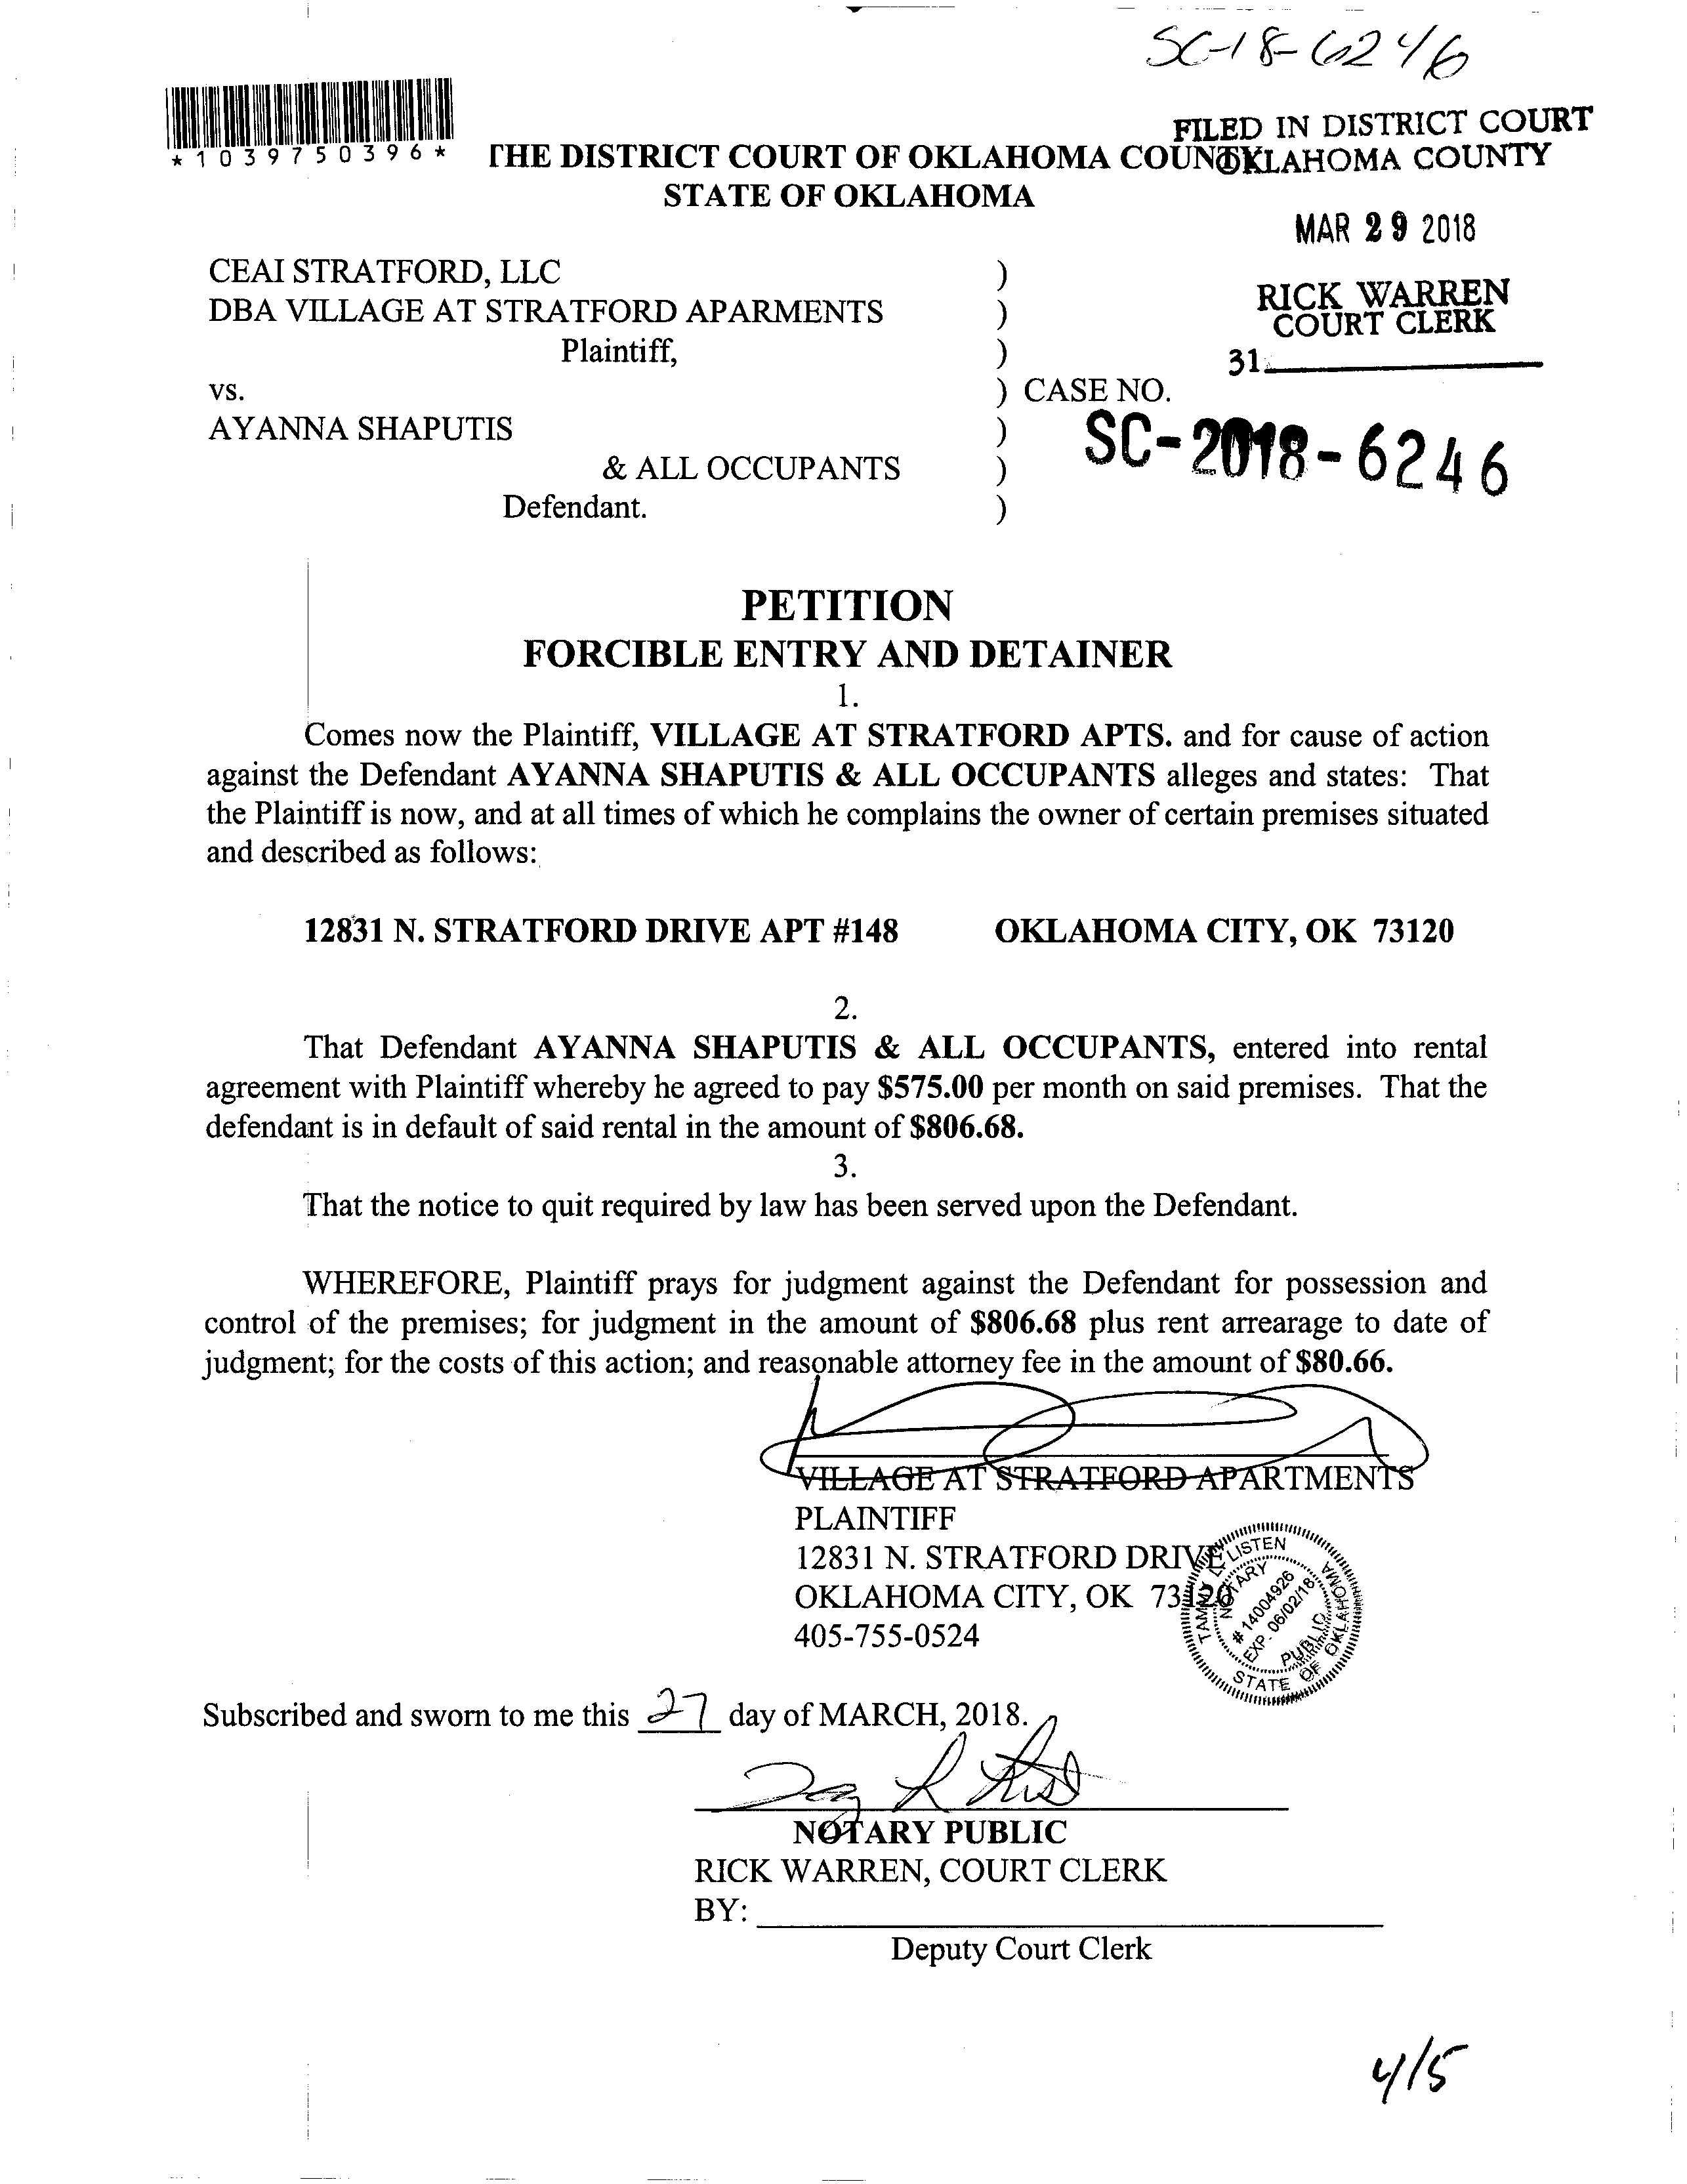 SC-18-6246
*1039750396*
FILED IN DISTRICT COURT
OKLAHOMA COUNTY
THE DISTRICT COURT OF OKLAHOMA COUNTY
STATE OF OKLAHOMA
MAR 29 2018
RICK WARREN
COURT CLERK
31
CEAI STRATFORD, LLC )
DBA VILLAGE AT STRATFORD APARMENTS )
Plaintiff, )
vs. ) CASE NO.
AYANNA SHAPUTIS ) SC-2018-6246
& ALL OCCUPANTS )
Defendant. )
PETITION
FORCIBLE ENTRY AND DETAINER
1.
Comes now the Plaintiff, VILLAGE AT STRATFORD APTS. and for cause of action
against the Defendant AYANNA SHAPUTIS & ALL OCCUPANTS alleges and states: That
the Plaintiff is now, and at all times of which he complains the owner of certain premises situated
and described as follows:
12831 N. STRATFORD DRIVE APT #148 OKLAHOMA CITY, OK 73120
2.
That Defendant AYANNA SHAPUTIS & ALL OCCUPANTS, entered into rental
agreement with Plaintiff whereby he agreed to pay $575.00 per month on said premises. That the
defendant is in default of said rental in the amount of $806.68.
3.
That the notice to quit required by law has been served upon the Defendant.
WHEREFORE, Plaintiff prays for judgment against the Defendant for possession and
control of the premises; for judgment in the amount of $806.68 plus rent arrearage to date of
judgment; for the costs of this action; and reasonable attorney fee in the amount of $80.66.
VILLAGE AT STRATFORD APARTMENTS
PLAINTIFF
12831 N. STRATFORD DRIVE
OKLAHOMA CITY, OK 73120
405-755-0524
LISTEN
NOTARY
# 14004926
EXP. 06/02/18
PUBLIC
STATE OF OKLAHOMA
Subscribed and sworn to me this 27 day of MARCH, 2018.
NOTARY PUBLIC
RICK WARREN, COURT CLERK
BY:
Deputy Court Clerk
4/5